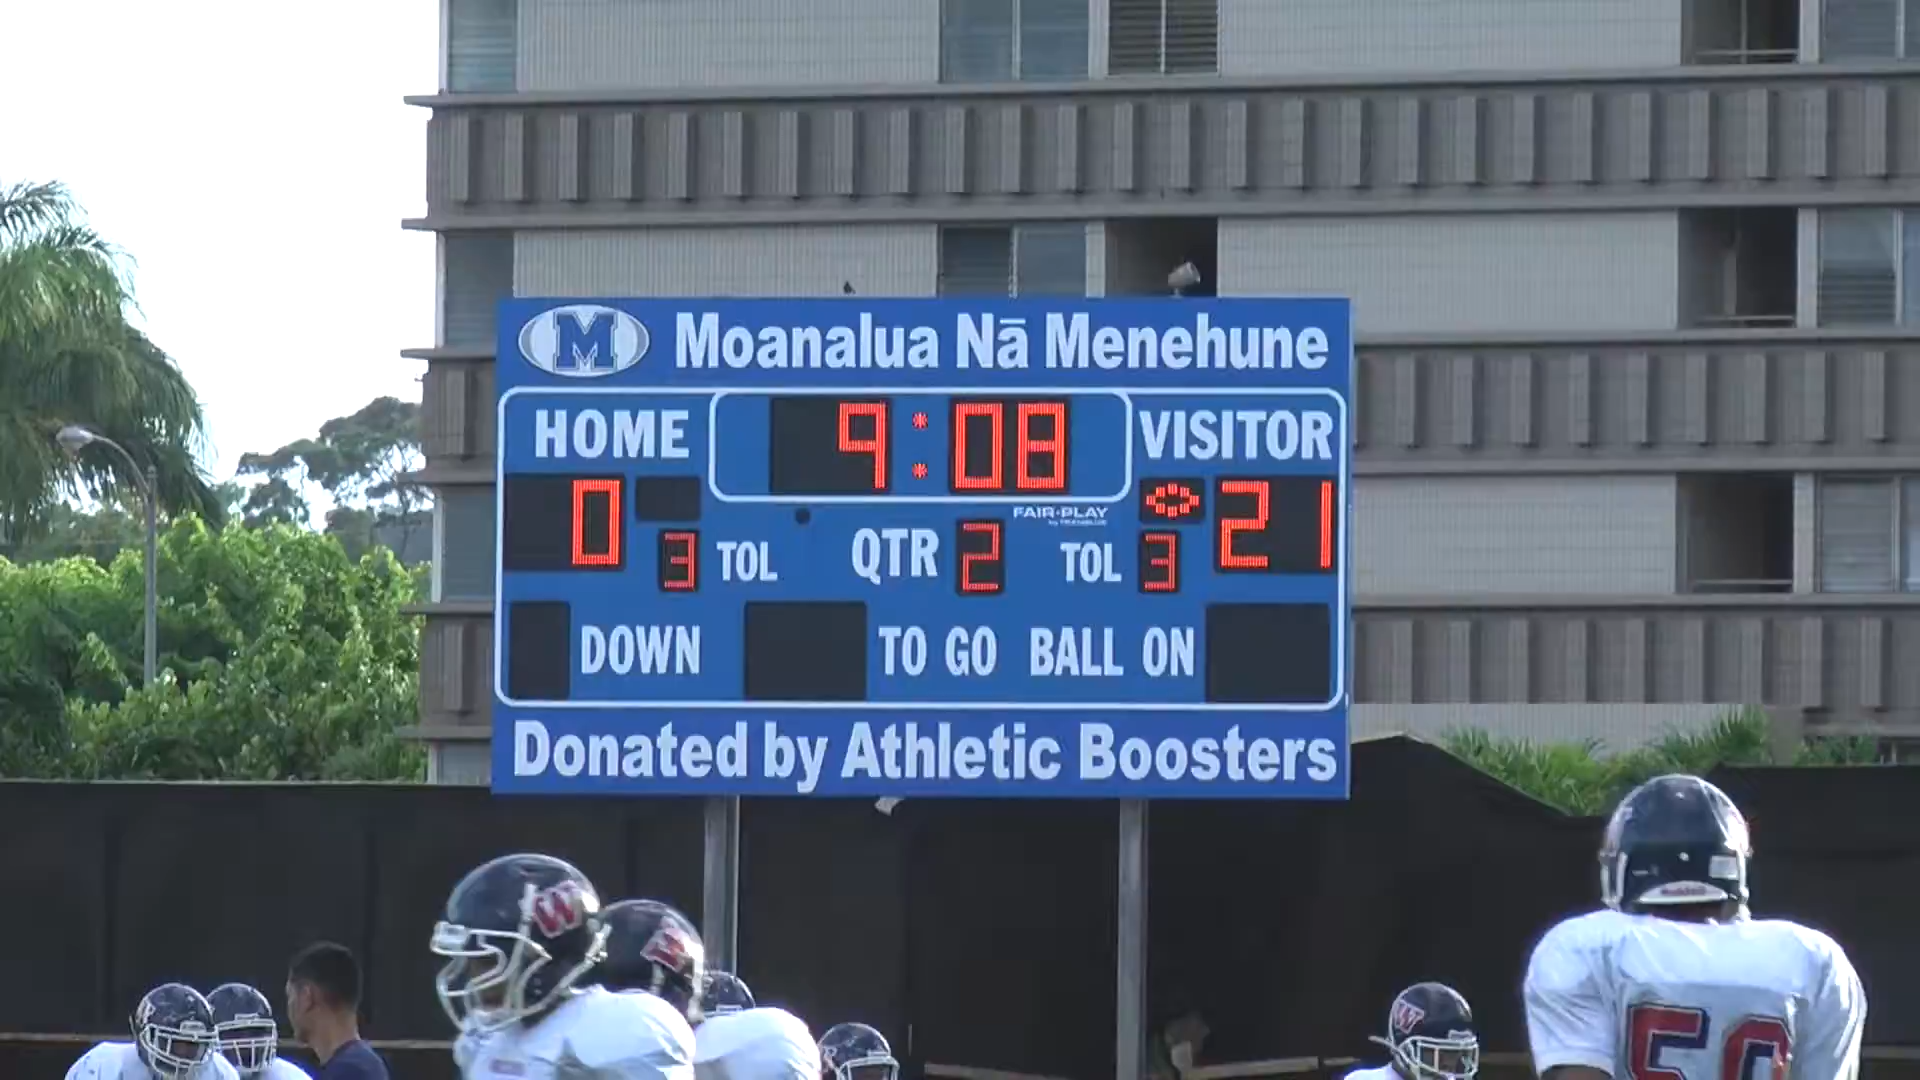 M Moanalua Nā Menehune
HOME 9:08 VISITOR
0 21
FAIR-PLAY
3 TOL QTR 2 TOL 3
DOWN TO GO BALL ON
Donated by Athletic Boosters
W
W
50